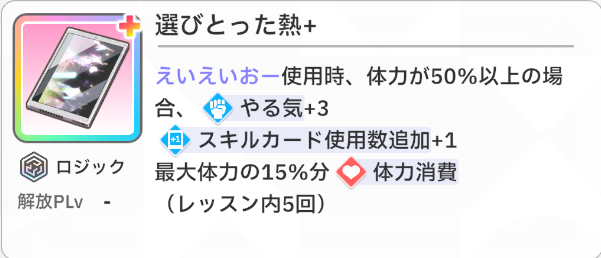 選びとった熱+
えいえいおー使用時、体力が50%以上の場
合、やる気+3
+1 スキルカード使用数追加+1
最大体力の15%分 体力消費
（レッスン内5回）
ロジック
解放PLv -